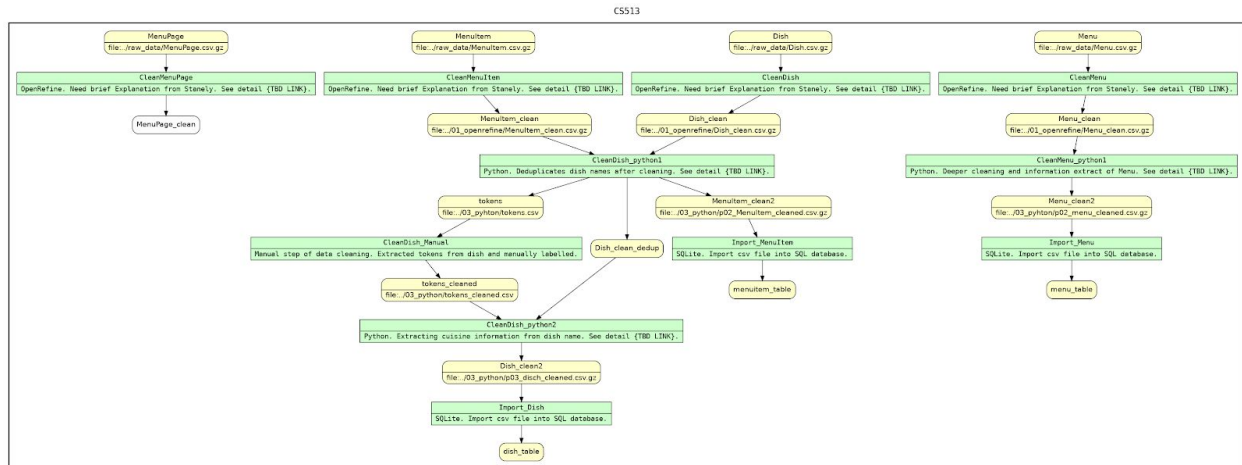 CS513
MenuPage
file:../raw_data/MenuPage.csv.gz
MenuItem
file:../raw_data/MenuItem.csv.gz
Dish
file:../raw_data/Dish.csv.gz
Menu
file:../raw_data/Menu.csv.gz
CleanMenuPage
OpenRefine. Need brief Explanation from Stanely. See detail {TBD LINK}.
CleanMenuItem
OpenRefine. Need brief Explanation from Stanely. See detail {TBD LINK}.
CleanDish
OpenRefine. Need brief Explanation from Stanely. See detail {TBD LINK}.
CleanMenu
OpenRefine. Need brief Explanation from Stanely. See detail {TBD LINK}.
MenuPage_clean
MenuItem_clean
file:../01_openrefine/MenuItem_clean.csv.gz
Dish_clean
file:../01_openrefine/Dish_clean.csv.gz
Menu_clean
file:../01_openrefine/Menu_clean.csv.gz
CleanDish_python1
Python. Deduplicates dish names after cleaning. See detail {TBD LINK}.
CleanMenu_python1
Python. Deeper cleaning and information extract of Menu. See detail {TBD LINK}.
tokens
file:../03_pyhton/tokens.csv
MenuItem_clean2
file:../03_python/p02_MenuItem_cleaned.csv.gz
Menu_clean2
file:../03_pyhton/p02_menu_cleaned.csv.gz
CleanDish_Manual
Manual step of data cleaning. Extracted tokens from dish and manually labelled.
Dish_clean_dedup
Import_MenuItem
SQLite. Import csv file into SQL database.
Import_Menu
SQLite. Import csv file into SQL database.
tokens_cleaned
file:../03_python/tokens_cleaned.csv
menuitem_table
menu_table
CleanDish_python2
Python. Extracting cuisine information from dish name. See detail {TBD LINK}.
Dish_clean2
file:../03_python/p03_disch_cleaned.csv.gz
Import_Dish
SQLite. Import csv file into SQL database.
dish_table